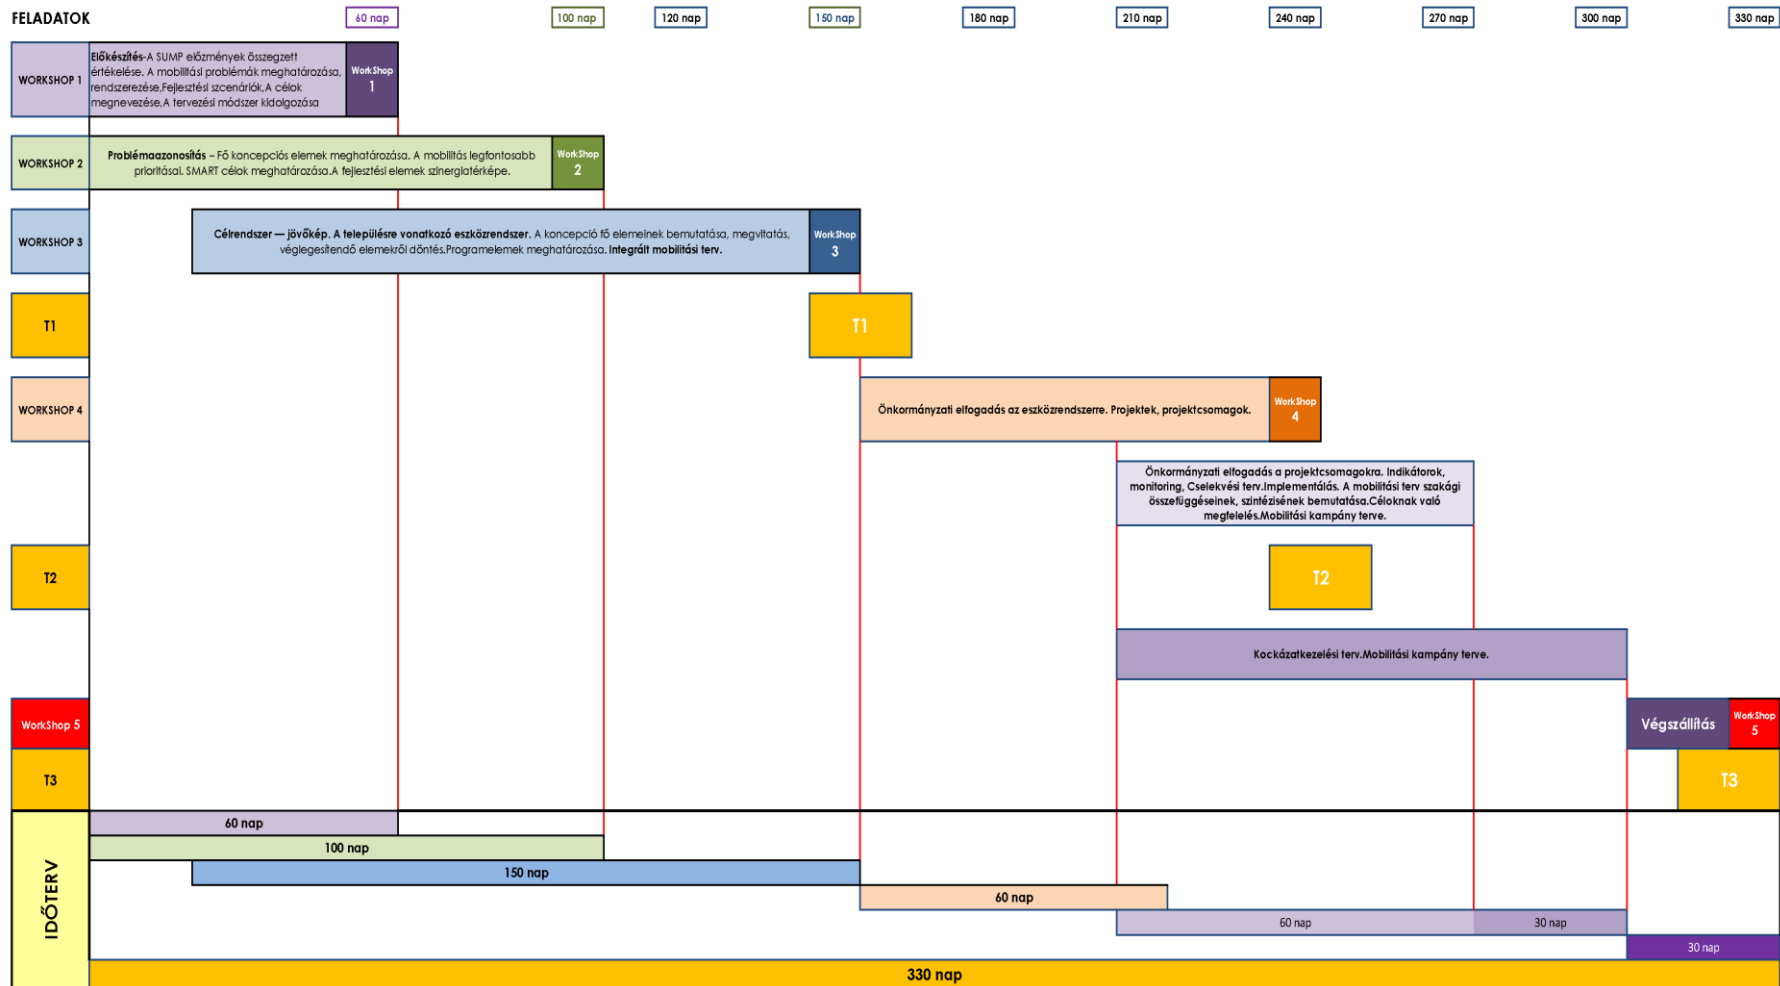 FELADATOK
60 nap
100 nap
120 nap
150 nap
180 nap
210 nap
240 nap
270 nap
300 nap
330 nap
WORKSHOP 1
Előkészítés-A SUMP előzmények összegzett
értékelése. A mobilitási problémák meghatározása,
rendszerezése,Fejlesztési szcenáriók,A célok
megnevezése,A tervezési módszer kidolgozása
WorkShop
1
WORKSHOP 2
Problémaazonosítás – Fő koncepciós elemek meghatározása. A mobilitás legfontosabb
prioritásai. SMART célok meghatározása.A fejlesztési elemek szinergiatérképe.
WorkShop
2
WORKSHOP 3
Célrendszer — jövőkép. A településre vonatkozó eszközrendszer. A koncepció fő elemeinek bemutatása, megvitatás,
véglegesítendő elemekről döntés.Programelemek meghatározása. Integrált mobilitási terv.
WorkShop
3
T1
T1
WORKSHOP 4
Önkormányzati elfogadás az eszközrendszerre. Projektek, projektcsomagok.
WorkShop
4
Önkormányzati elfogadás a projektcsomagokra. Indikátorok,
monitoring, Cselekvési terv.Implementálás. A mobilitási terv szakági
összefüggéseinek, szintézisének bemutatása.Céloknak való
megfelelés.Mobilitási kampány terve.
T2
T2
Kockázatkezelési terv.Mobilitási kampány terve.
WorkShop 5
Végszállítás
WorkShop
5
T3
T3
IDŐTERV
60 nap
100 nap
150 nap
60 nap
60 nap
30 nap
30 nap
330 nap